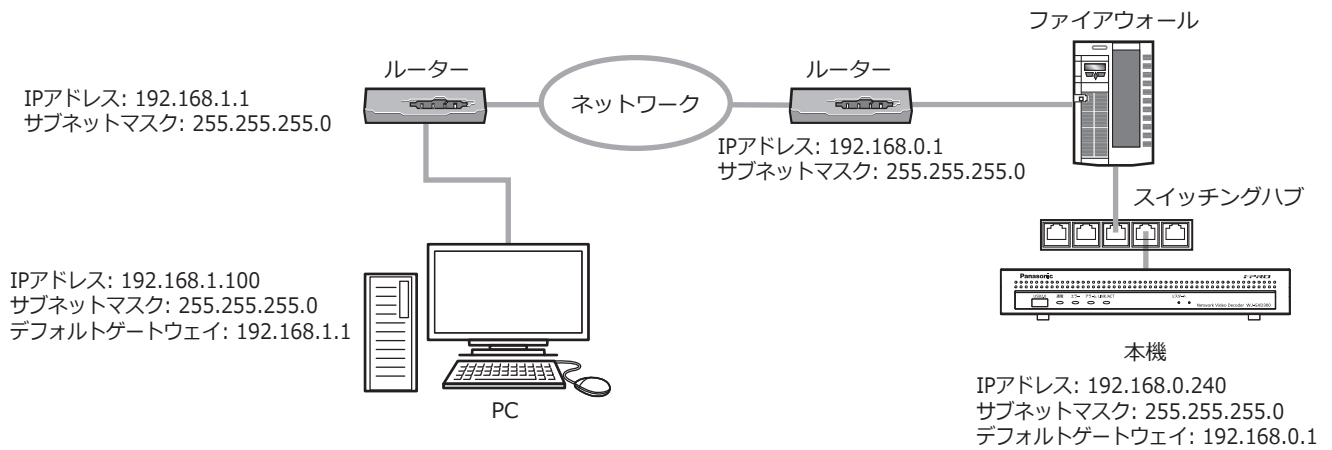 ファイアウォール
ルーター
ルーター
IPアドレス: 192.168.1.1
サブネットマスク: 255.255.255.0
ネットワーク
IPアドレス: 192.168.0.1
サブネットマスク: 255.255.255.0
スイッチングハブ
IPアドレス: 192.168.1.100
サブネットマスク: 255.255.255.0
デフォルトゲートウェイ: 192.168.1.1
Panasonic
i-PRO
LINK/ACT
Network Video Decoder
PC
本機
IPアドレス: 192.168.0.240
サブネットマスク: 255.255.255.0
デフォルトゲートウェイ: 192.168.0.1